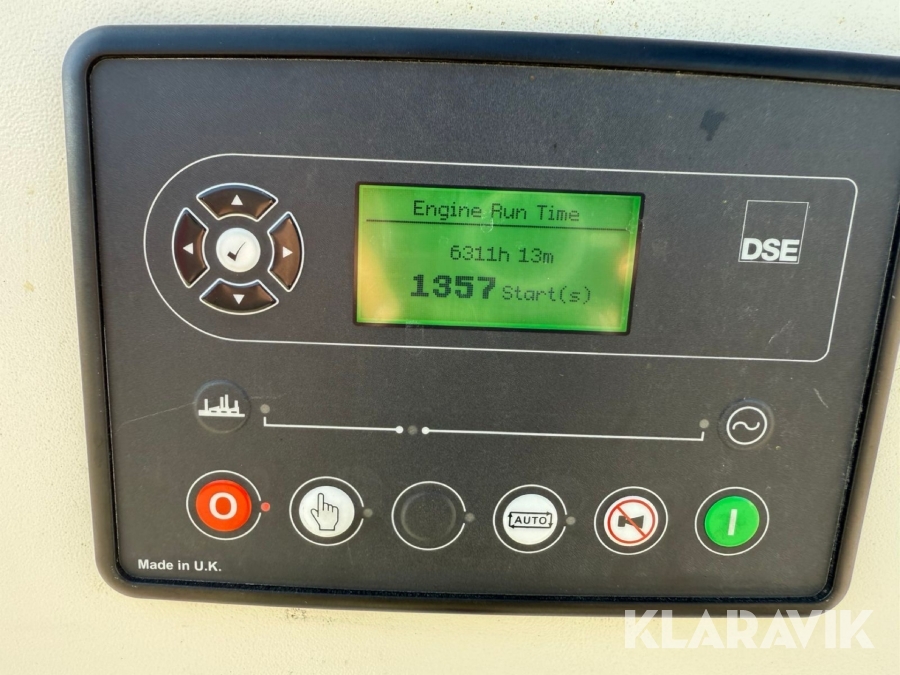 Engine Run Time
6311h 13m
1357 Start(s)
DSE
O
AUTO
I
Made in U.K.
KLARAVIK